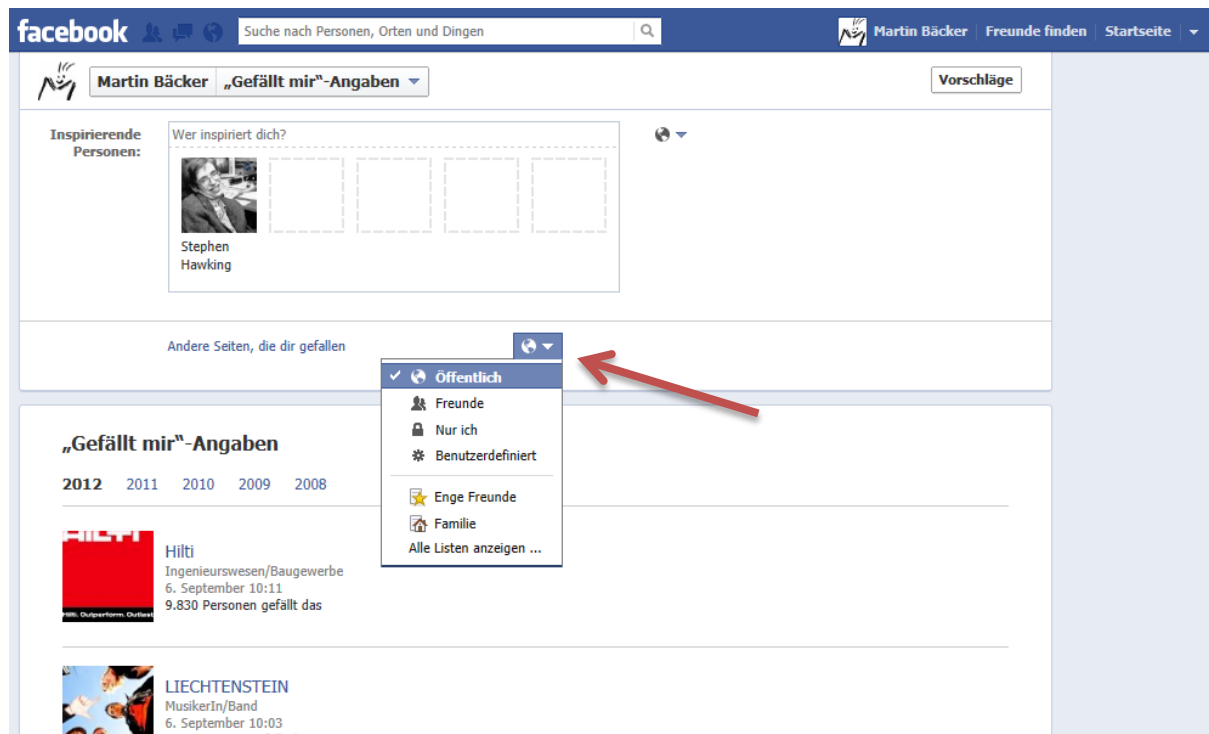 facebook
Suche nach Personen, Orten und Dingen
Martin Bäcker
Freunde finden
Startseite
Martin Bäcker „Gefällt mir"-Angaben
Vorschläge
Inspirierende
Personen:
Wer inspiriert dich?
Stephen
Hawking
Andere Seiten, die dir gefallen
Öffentlich
Freunde
Nur ich
Benutzerdefiniert
Enge Freunde
Familie
Alle Listen anzeigen ...
„Gefällt mir"-Angaben
2012 2011 2010 2009 2008
HILTI
Hilti. Outperform. Outlast
Hilti
Ingenieurswesen/Baugewerbe
6. September 10:11
9.830 Personen gefällt das
LIECHTENSTEIN
MusikerIn/Band
6. September 10:03